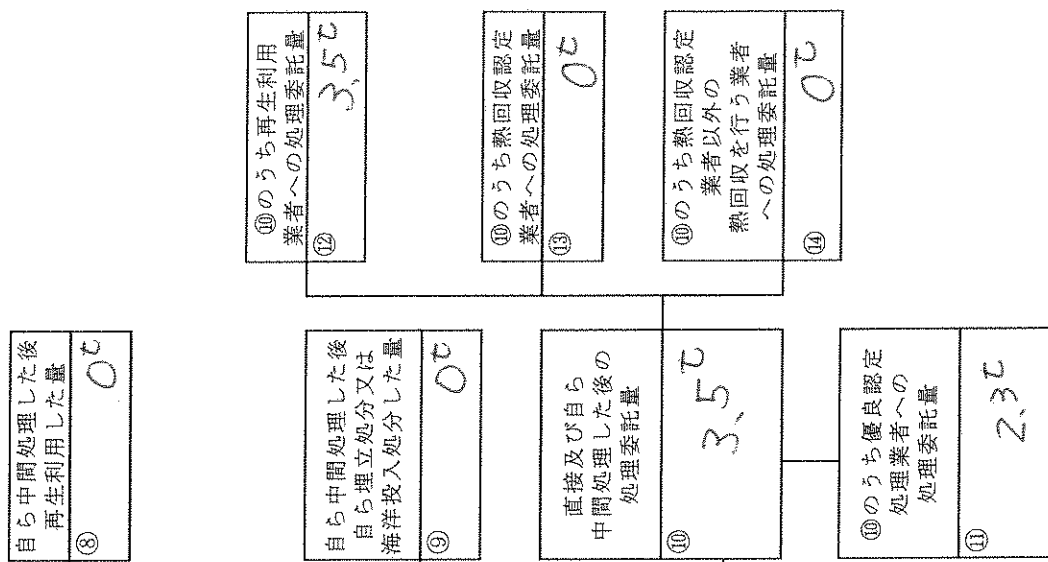 自ら中間処理した後
再生利用した量
⑧
0t
自ら中間処理した後
自ら埋立処分又は
海洋投入処分した量
⑨
0t
直接及び自ら
中間処理した後の
処理委託量
⑩
3.5t
⑩のうち優良認定
処理業者への
処理委託量
⑪
2.3t
⑩のうち再生利用
業者への処理委託量
⑫
3.5t
⑩のうち熱回収認定
業者への処理委託量
⑬
0t
⑩のうち熱回収認定
業者以外の
熱回収を行う業者
への処理委託量
⑭
0t